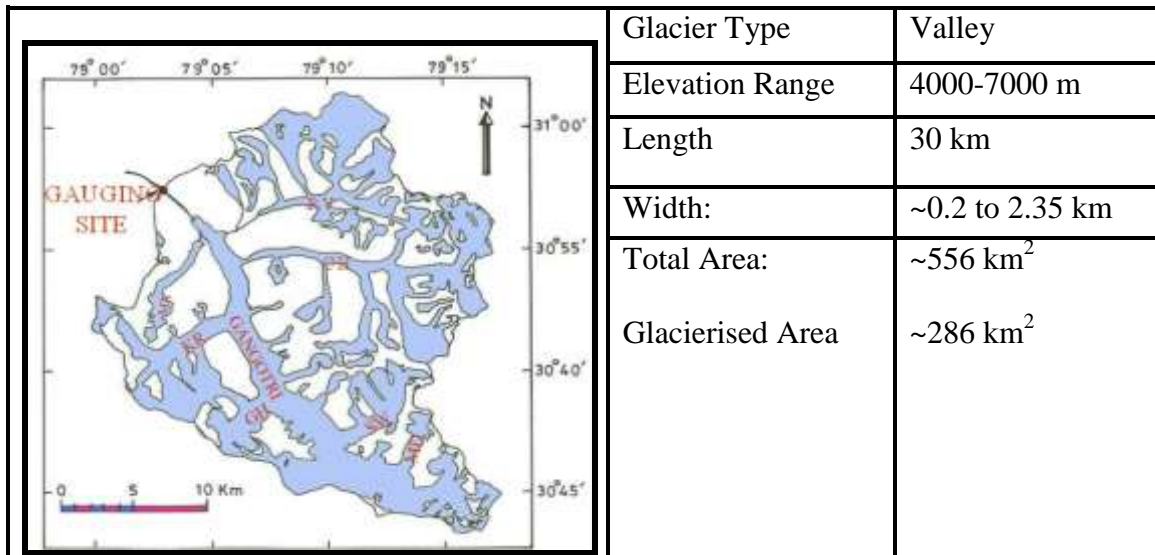 79° 00′ 79° 05′ 79° 10′ 79° 15′
N
31° 00′
GAUGING
SITE
30° 55′
30° 40′
GANGOTRI
GH
MD
0 5 10 Km
30° 45′
Glacier Type Valley
Elevation Range 4000-7000 m
Length 30 km
Width: ~0.2 to 2.35 km
Total Area: ~556 km²
Glacierised Area ~286 km²